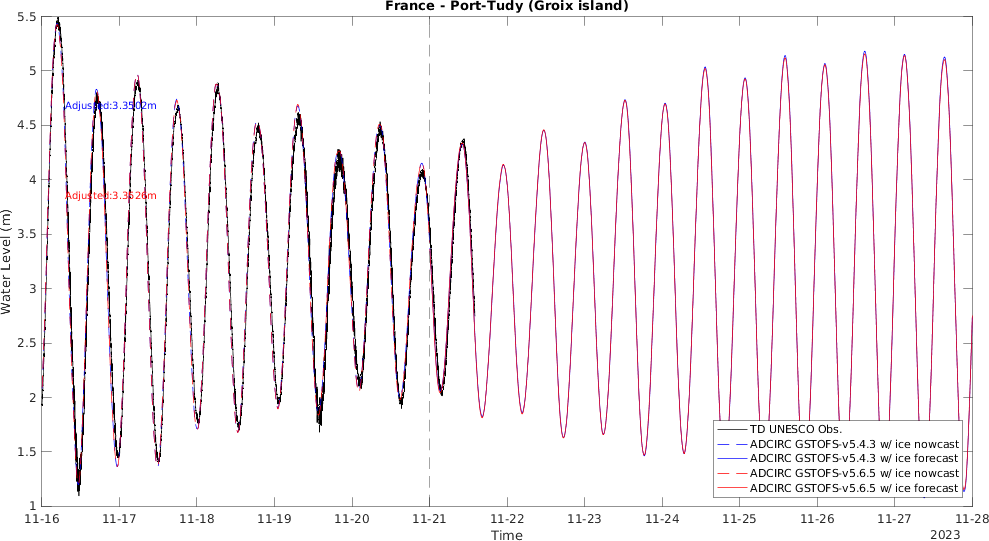 France - Port-Tudy (Groix island)
5.5
5
4.5
4
3.5
3
2.5
2
1.5
1
Water Level (m)
Adjusted:3.3502m
Adjusted:3.3526m
TD UNESCO Obs.
ADCIRC GSTOFS-v5.4.3 w/ ice nowcast
ADCIRC GSTOFS-v5.4.3 w/ ice forecast
ADCIRC GSTOFS-v5.6.5 w/ ice nowcast
ADCIRC GSTOFS-v5.6.5 w/ ice forecast
11-16 11-17 11-18 11-19 11-20 11-21 11-22 11-23 11-24 11-25 11-26 11-27 11-28
Time
2023